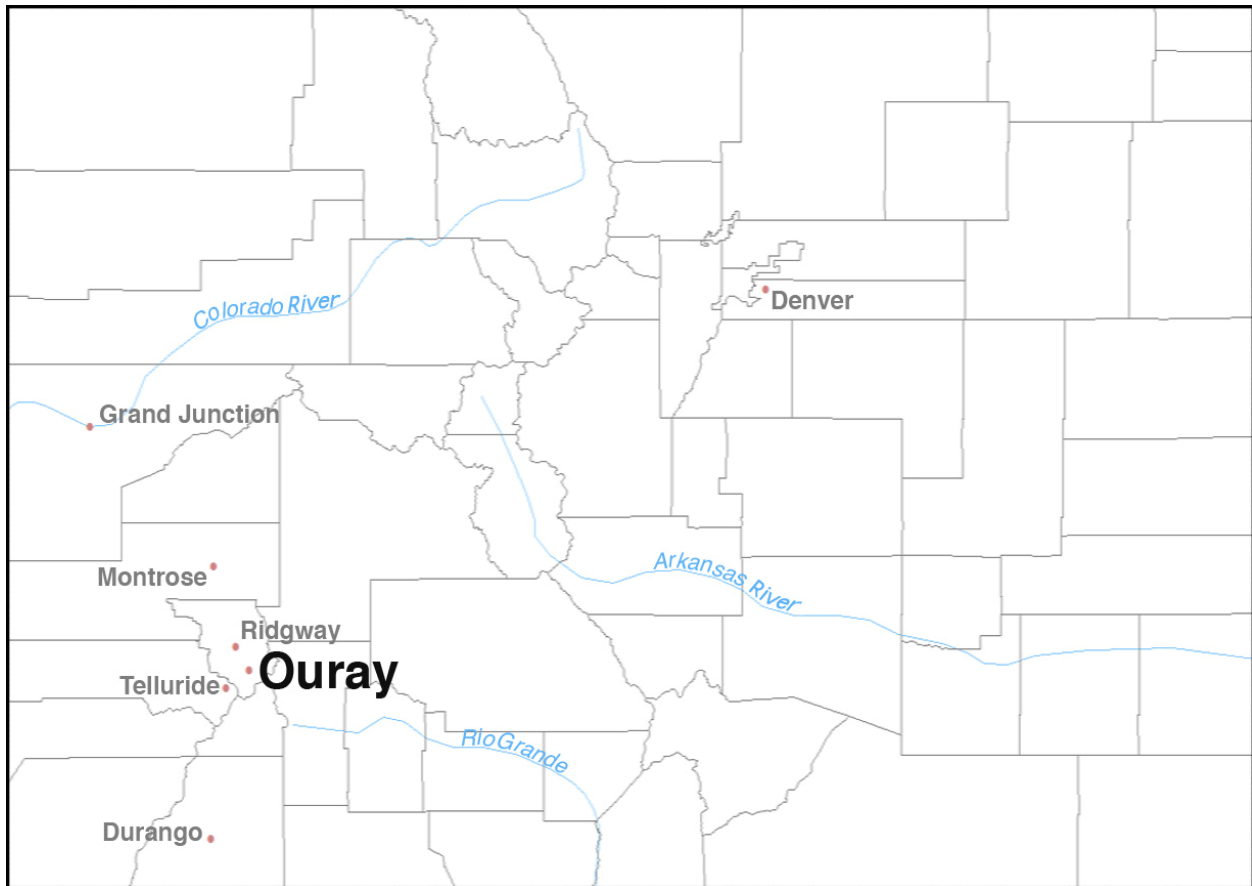 Colorado River
Denver
Grand Junction
Montrose
Arkansas River
Ridgway
Ouray
Telluride
Rio Grande
Durango